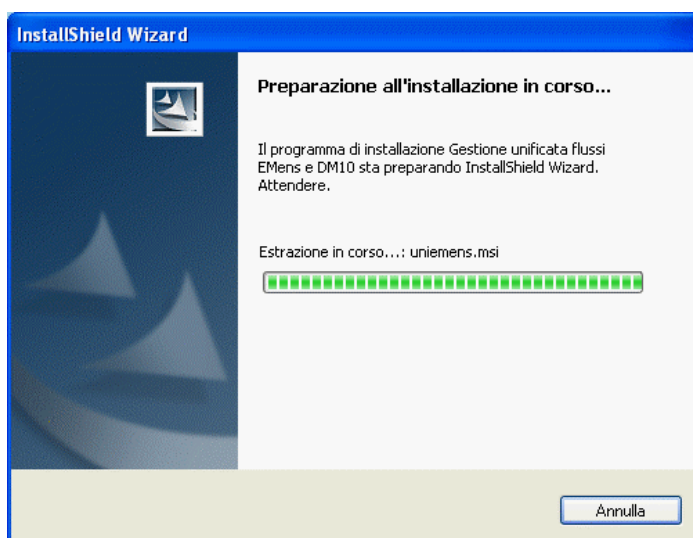 InstallShield Wizard
Preparazione all'installazione in corso...
Il programma di installazione Gestione unificata flussi
EMens e DM10 sta preparando InstallShield Wizard.
Attendere.
Estrazione in corso...: uniemens.msi
Annulla